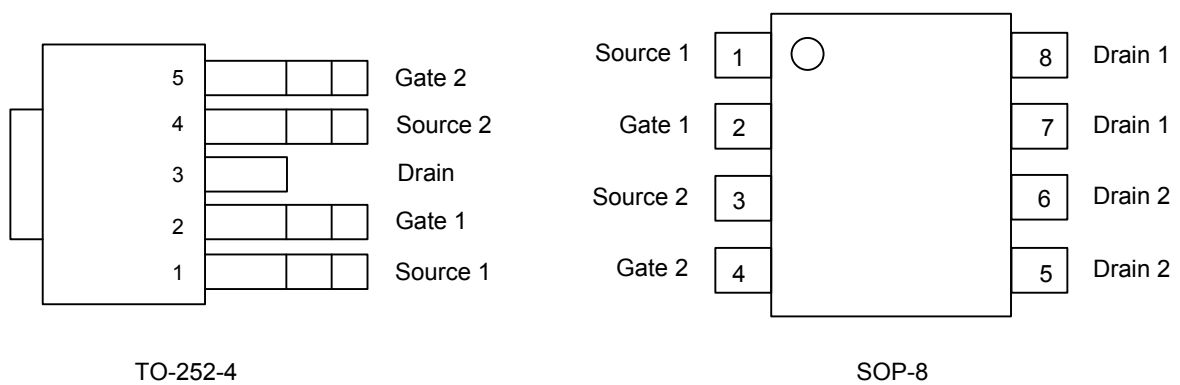 5 Gate 2
4 Source 2
3 Drain
2 Gate 1
1 Source 1
TO-252-4
Source 1 1 8 Drain 1
Gate 1 2 7 Drain 1
Source 2 3 6 Drain 2
Gate 2 4 5 Drain 2
SOP-8